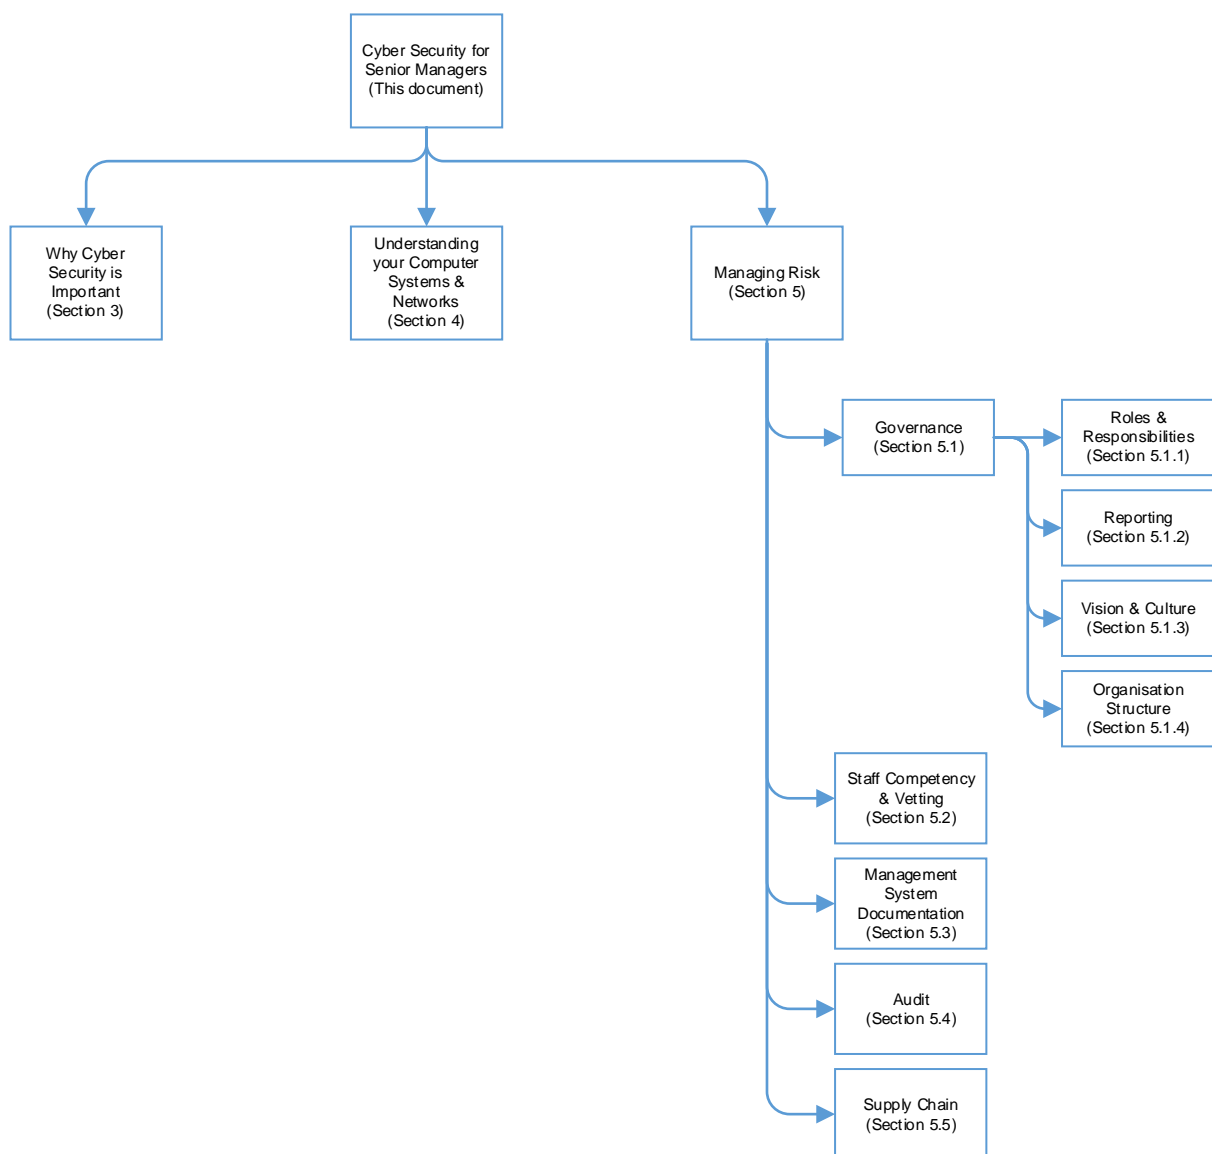 Cyber Security for
Senior Managers
(This document)
Why Cyber
Security is
Important
(Section 3)
Understanding
your Computer
Systems &
Networks
(Section 4)
Managing Risk
(Section 5)
Governance
(Section 5.1)
Roles &
Responsibilities
(Section 5.1.1)
Reporting
(Section 5.1.2)
Vision & Culture
(Section 5.1.3)
Organisation
Structure
(Section 5.1.4)
Staff Competency
& Vetting
(Section 5.2)
Management
System
Documentation
(Section 5.3)
Audit
(Section 5.4)
Supply Chain
(Section 5.5)